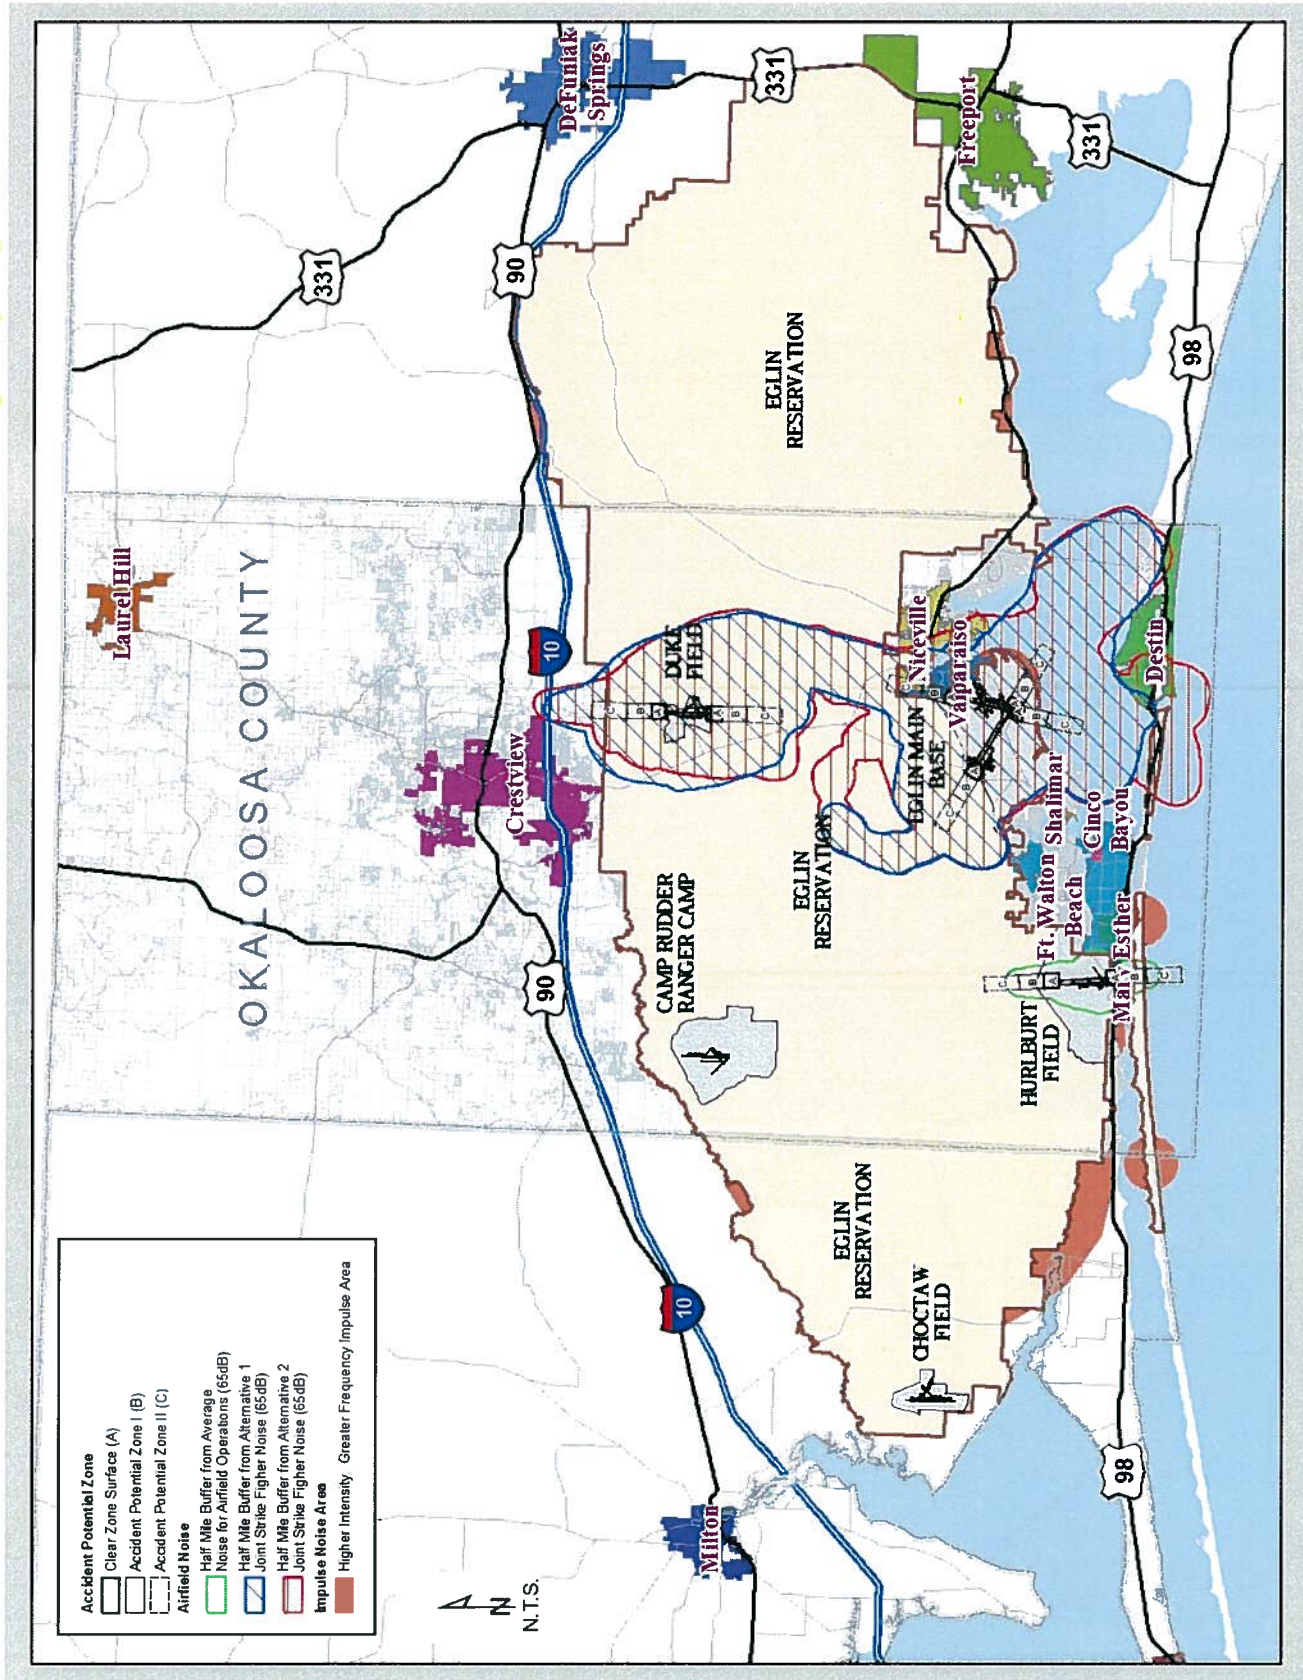 Accident Potential Zone
Clear Zone Surface (A)
Accident Potential Zone I (B)
Accident Potential Zone II (C)
Airfield Noise
Half Mile Buffer from Average
Noise for Airfield Operations (65dB)
Half Mile Buffer from Alternative 1
Joint Strike Figher Noise (65dB)
Half Mile Buffer from Alternative 2
Joint Strike Figher Noise (65dB)
Impulse Noise Area
Higher Intensity Greater Frequency Impulse Area
N
N.T.S.
OKALOOSA COUNTY
Laurel Hill
331
90
DeFuniak
Springs
331
Crestview
10
90
10
Milton
CAMP RUDDER
RANGER CAMP
DUKE
FIELD
C
B
A
A
B
C
EGLIN
RESERVATION
EGLIN
RESERVATION
EGLIN
RESERVATION
CHOCTAW
FIELD
EGLIN MAIN
BASE
Niceville
Valparaiso
Freeport
331
HURLBURT
FIELD
C
B
A
B
C
Ft. Walton
Beach
Shalimar
Cinco
Bayou
Mary Esther
Destin
98
98